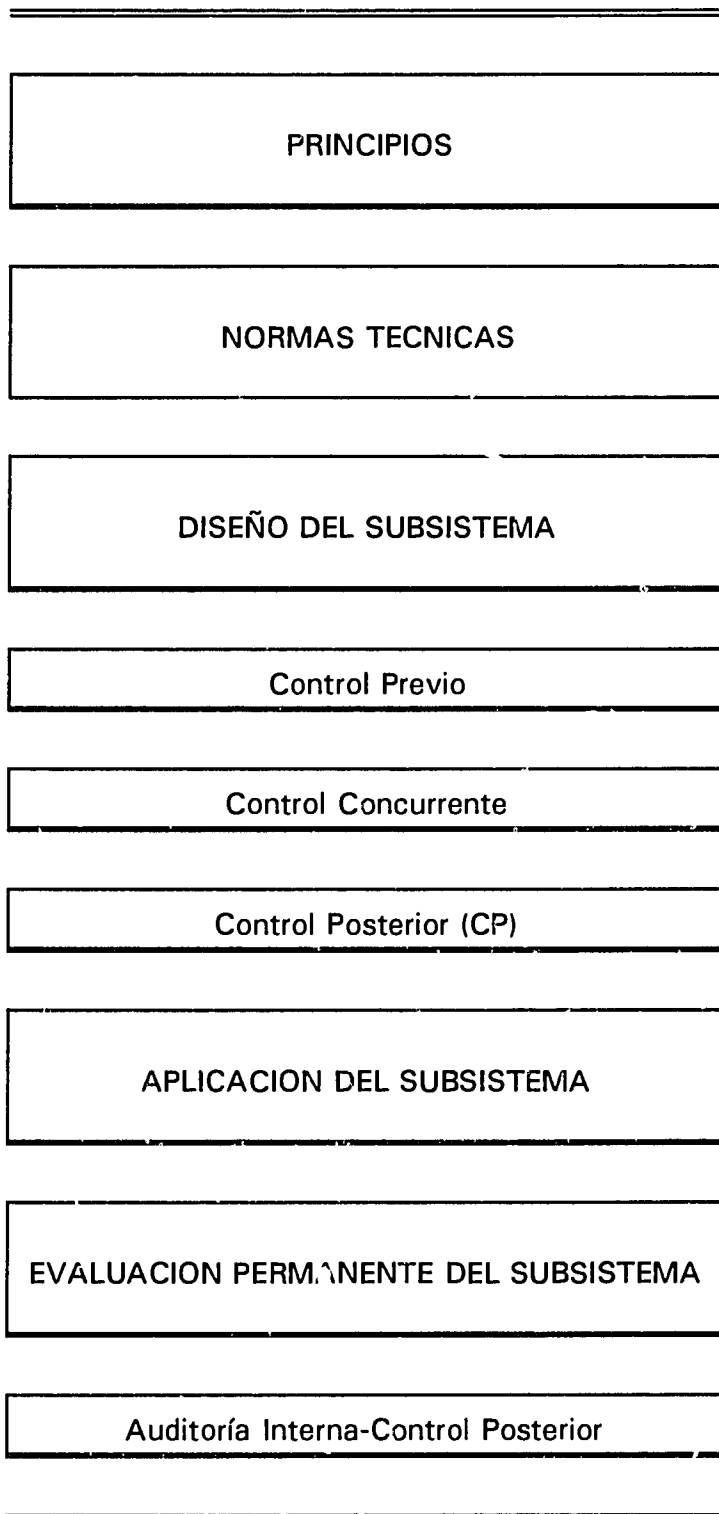 PRINCIPIOS
NORMAS TECNICAS
DISEÑO DEL SUBSISTEMA
Control Previo
Control Concurrente
Control Posterior (CP)
APLICACION DEL SUBSISTEMA
EVALUACION PERMANENTE DEL SUBSISTEMA
Auditoría Interna-Control Posterior